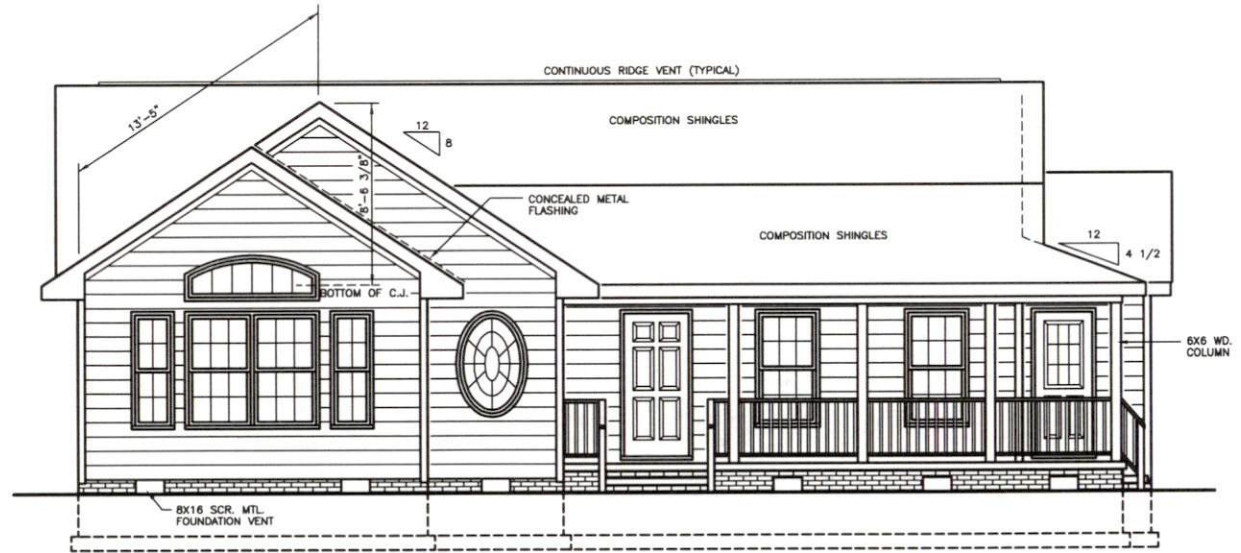 CONTINUOUS RIDGE VENT (TYPICAL)
13'-5"
COMPOSITION SHINGLES
12
8
8'-6 3/8"
CONCEALED METAL
FLASHING
COMPOSITION SHINGLES
12
4 1/2
BOTTOM OF C.J.
6X6 WD.
COLUMN
8X16 SCR. MTL.
FOUNDATION VENT